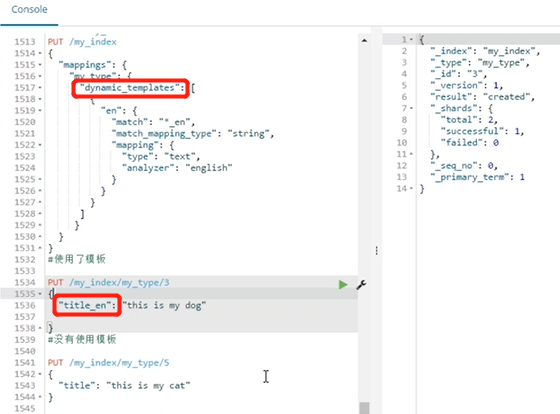 Console
1513 PUT /my_index
1514 {
1515 "mappings": {
1516 "my_type": {
1517 "dynamic_templates": [
1518 {
1519 "en": {
1520 "match": "*_en",
1521 "match_mapping_type": "string",
1522 "mapping": {
1523 "type": "text",
1524 "analyzer": "english"
1525 }
1526 }
1527 }
1528 ]
1529 }
1530 }
1531 }
1532 #使用了模板
1533
1534 PUT /my_index/my_type/3
1535 {
1536 "title_en": "this is my dog"
1537
1538 }
1539 #没有使用模板
1540
1541 PUT /my_index/my_type/5
1542 {
1543 "title": "this is my cat"
1544 }
1545
1 {
2 "_index": "my_index",
3 "_type": "my_type",
4 "_id": "3",
5 "_version": 1,
6 "result": "created",
7 "_shards": {
8 "total": 2,
9 "successful": 1,
10 "failed": 0
11 },
12 "_seq_no": 0,
13 "_primary_term": 1
14 }